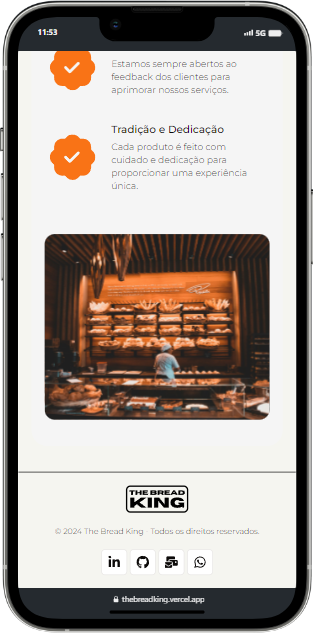 11:53
5G
Estamos sempre abertos ao
feedback dos clientes para
aprimorar nossos serviços.
Tradição e Dedicação
Cada produto é feito com
cuidado e dedicação para
proporcionar uma experiência
única.
THE BREAD
KING
© 2024 The Bread King · Todos os direitos reservados.
in
thebreadking.vercel.app